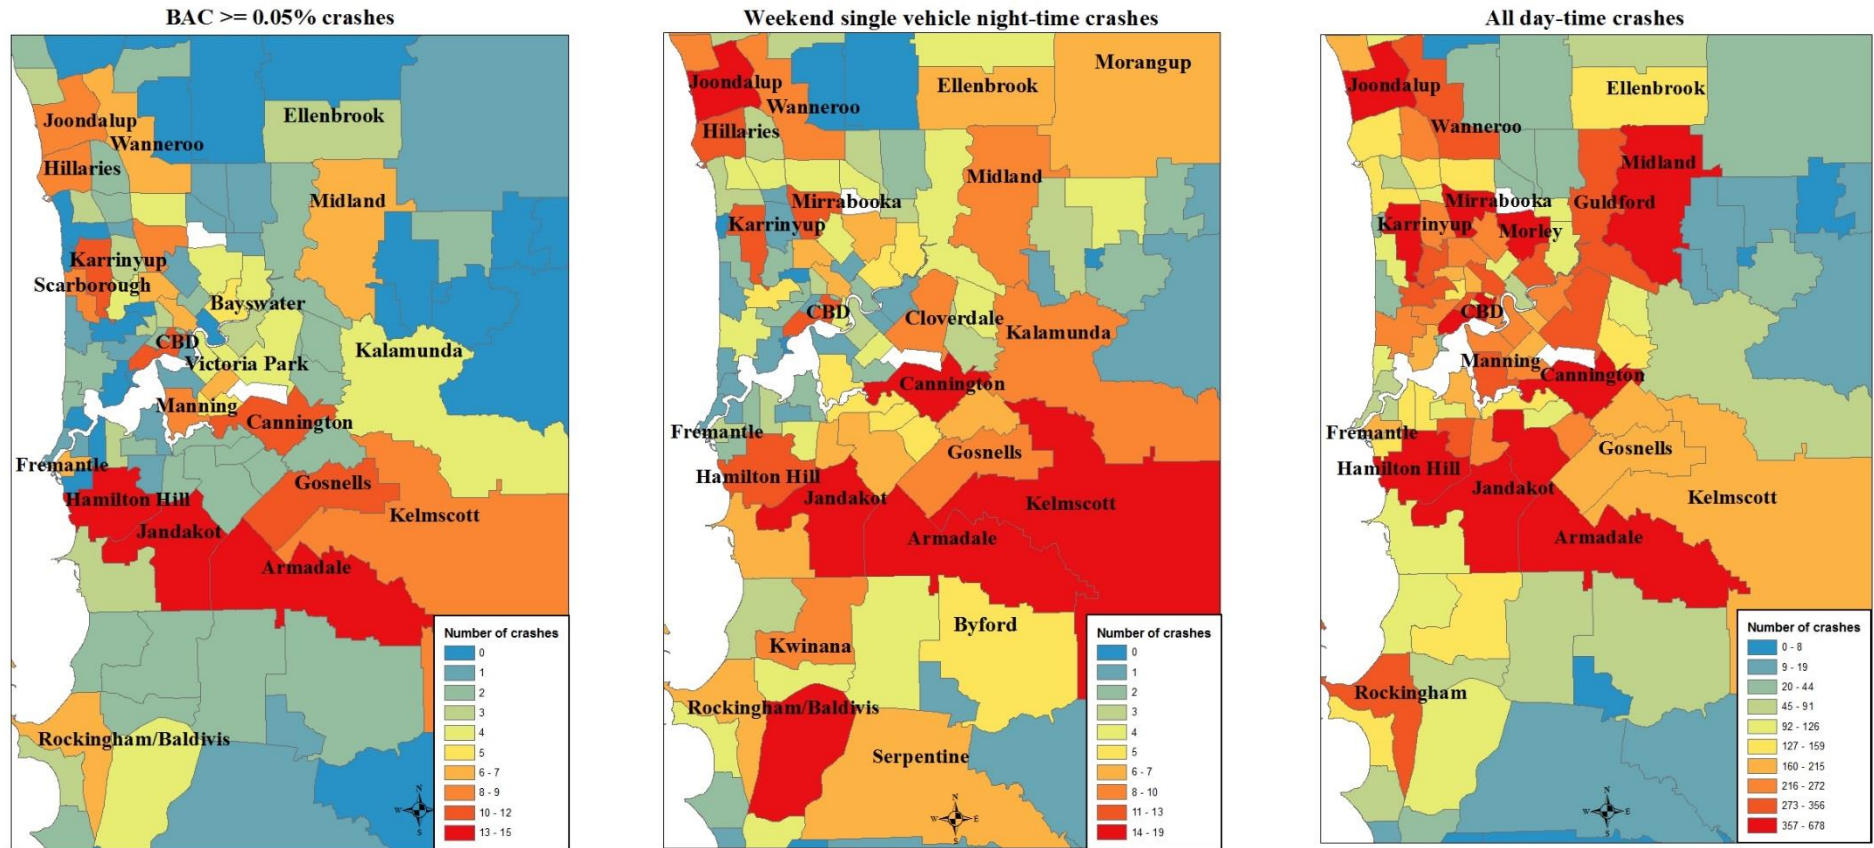 BAC >= 0.05% crashes
Joondalup
Ellenbrook
Wanneroo
Hillaries
Midland
Karrinyup
Scarborough
Bayswater
CBD
Victoria Park
Kalamunda
Manning
Cannington
Fremantle
Gosnells
Hamilton Hill
Kelmscott
Jandakot
Armadale
Rockingham/Baldivis
Number of crashes
0
1
2
3
4
5
6 - 7
8 - 9
10 - 12
13 - 15
N
W
S
Weekend single vehicle night-time crashes
Morangup
Joondalup
Ellenbrook
Wanneroo
Hillaries
Midland
Mirrabooka
Karrinyup
CBD
Cloverdale
Kalamunda
Cannington
Fremantle
Gosnells
Hamilton Hill
Jandakot
Kelmscott
Armadale
Byford
Kwinana
Rockingham/Baldivis
Serpentine
Number of crashes
0
1
2
3
4
5
6 - 7
8 - 10
11 - 13
14 - 19
N
W E
S
All day-time crashes
Joondalup
Ellenbrook
Wanneroo
Midland
Mirrabooka
Guldford
Karrinyup
Morley
CBD
Manning
Cannington
Fremantle
Gosnells
Hamilton Hill
Jandakot
Kelmscott
Armadale
Rockingham
Number of crashes
0 - 8
9 - 19
20 - 44
45 - 91
92 - 126
127 - 159
160 - 215
216 - 272
273 - 356
357 - 678
N
W E
S